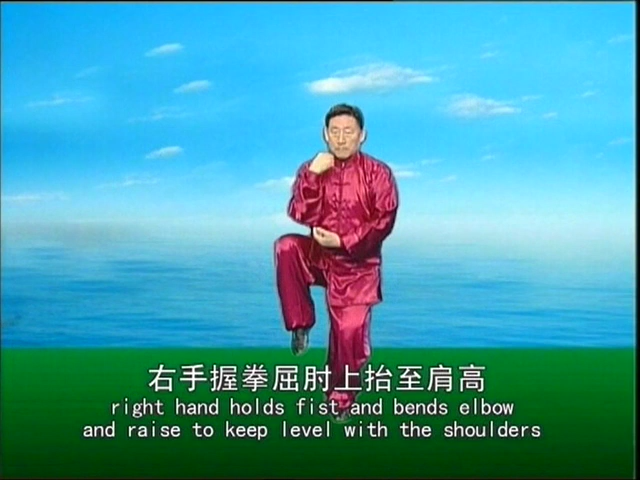 右手握拳屈肘上抬至肩高
right hand holds fist and bends elbow
and raise to keep level with the shoulders